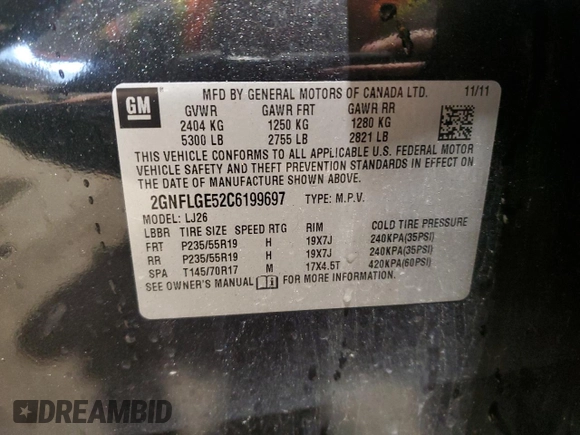 GM
MFD BY GENERAL MOTORS OF CANADA LTD. 11/11
GVWR GAWR FRT GAWR RR
2404 KG 1250 KG 1280 KG
5300 LB 2755 LB 2821 LB
THIS VEHICLE CONFORMS TO ALL APPLICABLE U.S. FEDERAL MOTOR
VEHICLE SAFETY AND THEFT PREVENTION STANDARDS IN EFFECT ON
THE DATE OF MANUFACTURE SHOWN ABOVE.
2GNFLGE52C6199697 TYPE: M.P.V.
MODEL: LJ26
LBBR TIRE SIZE SPEED RTG RIM COLD TIRE PRESSURE
FRT P235/55R19 H 19X7J 240KPA(35PSI)
RR P235/55R19 H 19X7J 240KPA(35PSI)
SPA T145/70R17 M 17X4.5T 420KPA(60PSI)
SEE OWNER'S MANUAL FOR MORE INFORMATION.
DREAMBID